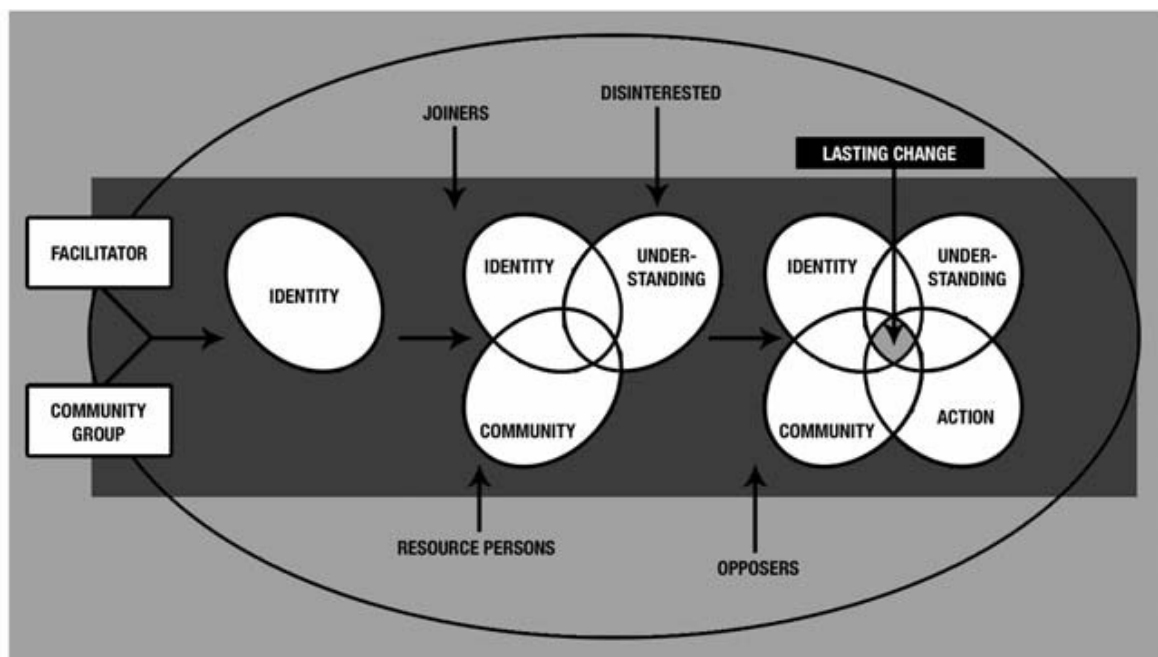 DISINTERESTED
JOINERS
LASTING CHANGE
FACILITATOR
IDENTITY
IDENTITY
UNDER-
STANDING
IDENTITY
UNDER-
STANDING
COMMUNITY
GROUP
COMMUNITY
COMMUNITY
ACTION
RESOURCE PERSONS
OPPOSERS